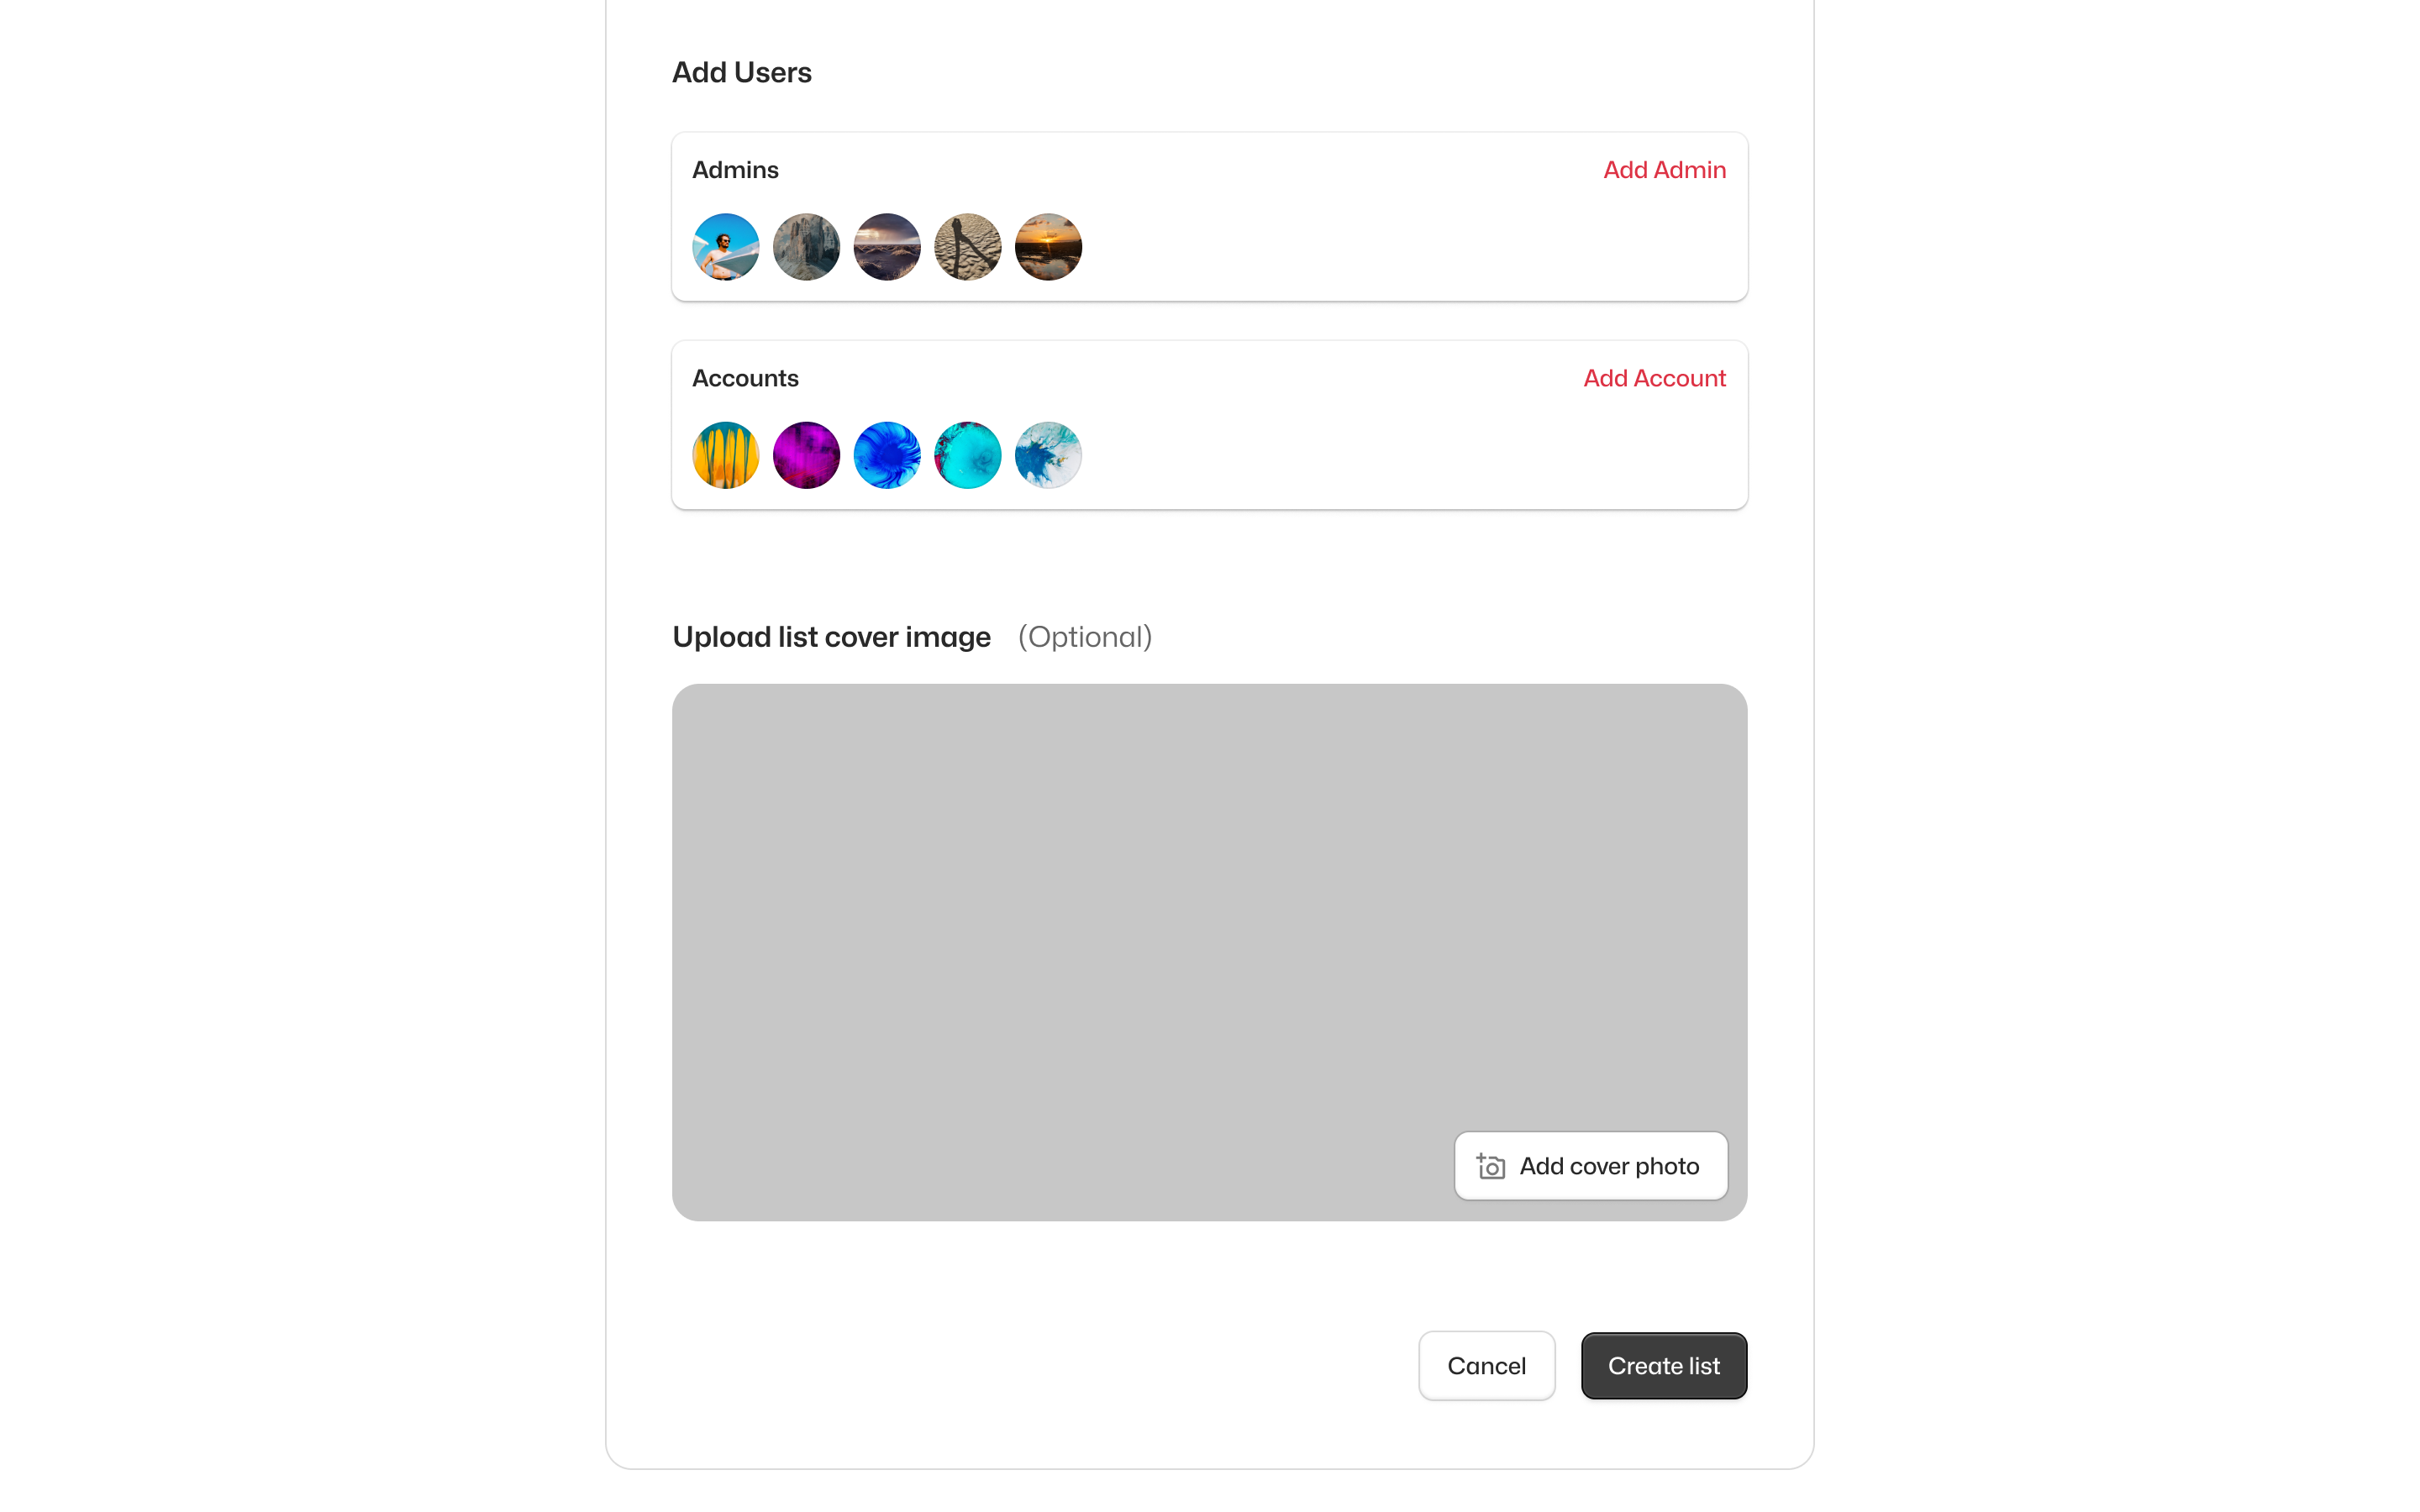 Add Users
Admins
Add Admin
Accounts
Add Account
Upload list cover image (Optional)
Add cover photo
Cancel
Create list